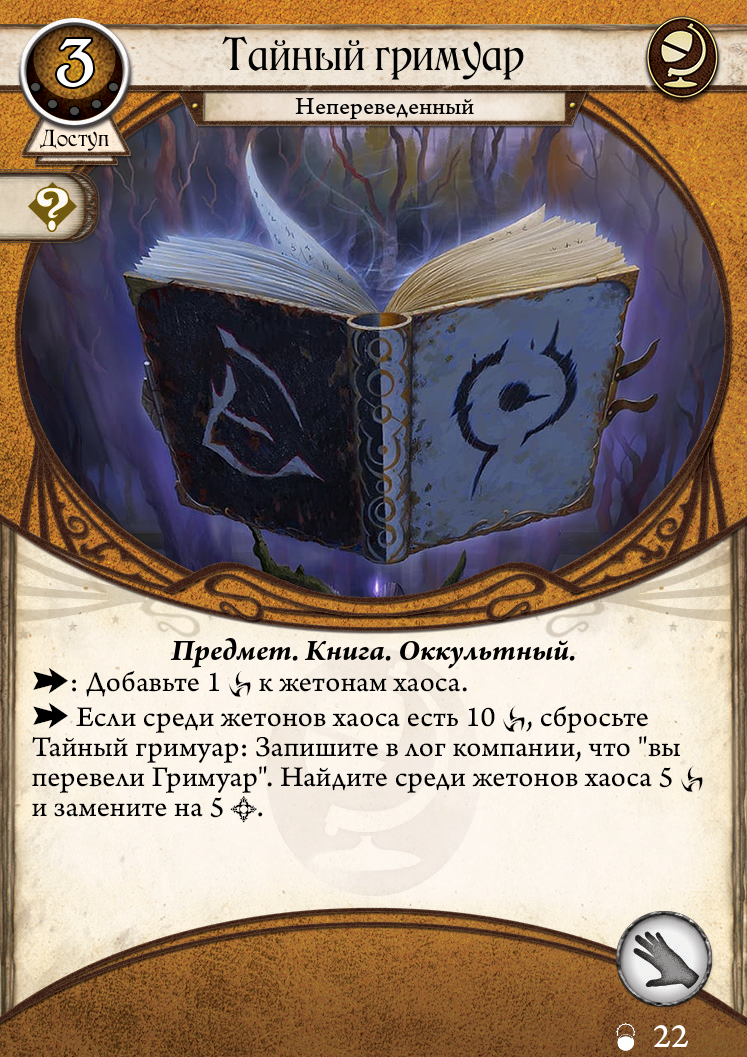 3
Тайный гримуар
Непереведенный
Доступ
?
Предмет. Книга. Оккультный.
: Добавьте 1 к жетонам хаоса.
Если среди жетонов хаоса есть 10 , сбросьте
Тайный гримуар: Запишите в лог компании, что "вы
перевели Гримуар". Найдите среди жетонов хаоса 5
и замените на 5 .
22